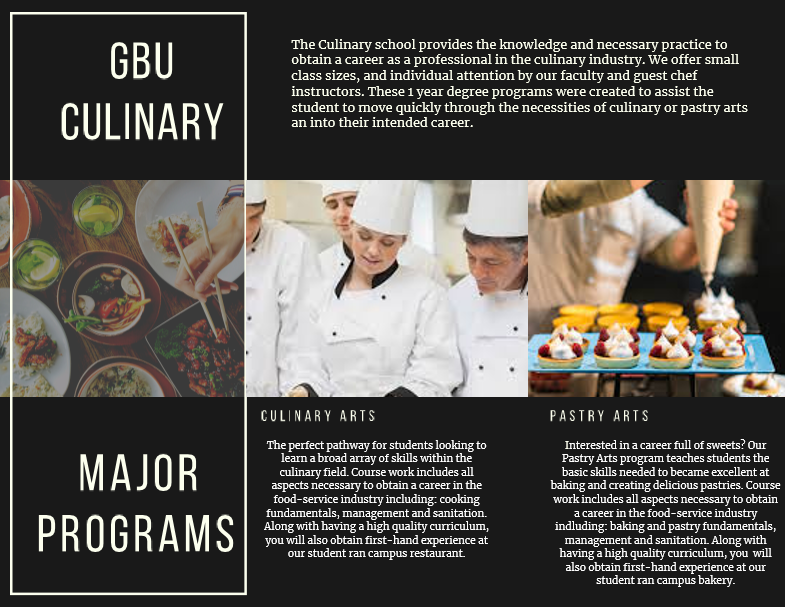 GBU
CULINARY
The Culinary school provides the knowledge and necessary practice to
obtain a career as a professional in the culinary industry. We offer small
class sizes, and individual attention by our faculty and guest chef
instructors. These 1 year degree programs were created to assist the
student to move quickly through the necessities of culinary or pastry arts
an into their intended career.
MAJOR
PROGRAMS
CULINARY ARTS
The perfect pathway for students looking to
learn a broad array of skills within the
culinary field. Course work includes all
aspects necessary to obtain a career in the
food-service industry including: cooking
fundamentals, management and sanitation.
Along with having a high quality curriculum,
you will also obtain first-hand experience at
our student ran campus restaurant.
PASTRY ARTS
Interested in a career full of sweets? Our
Pastry Arts program teaches students the
basic skills needed to became excellent at
baking and creating delicious pastries. Course
work includes all aspects necessary to obtain
a career in the food-service industry
indluding: baking and pastry fundamentals,
management and sanitation. Along with
having a high quality curriculum, you will
also obtain first-hand experience at our
student ran campus bakery.